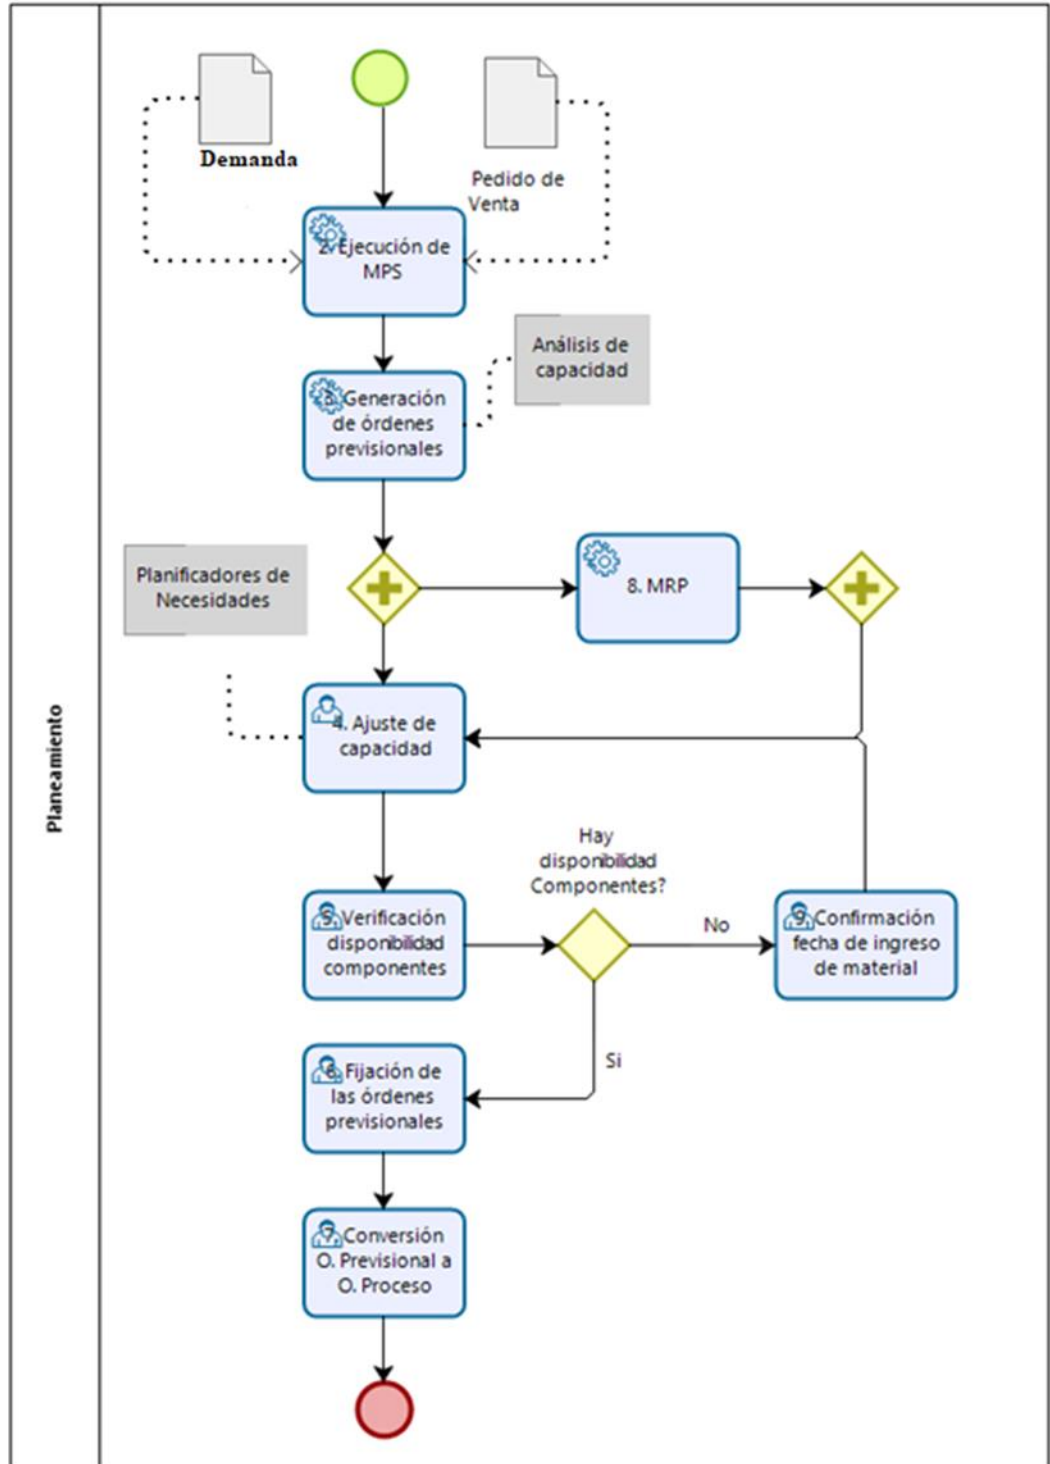 Planeamiento
Demanda
Pedido de
Venta
2. Ejecución de
MPS
Análisis de
capacidad
3. Generación
de órdenes
previsionales
Planificadores de
Necesidades
8. MRP
4. Ajuste de
capacidad
Hay
disponibilidad
Componentes?
5. Verificación
disponibilidad
componentes
No
9. Confirmación
fecha de ingreso
de material
Si
6. Fijación de
las órdenes
previsionales
7. Conversión
O. Previsional a
O. Proceso